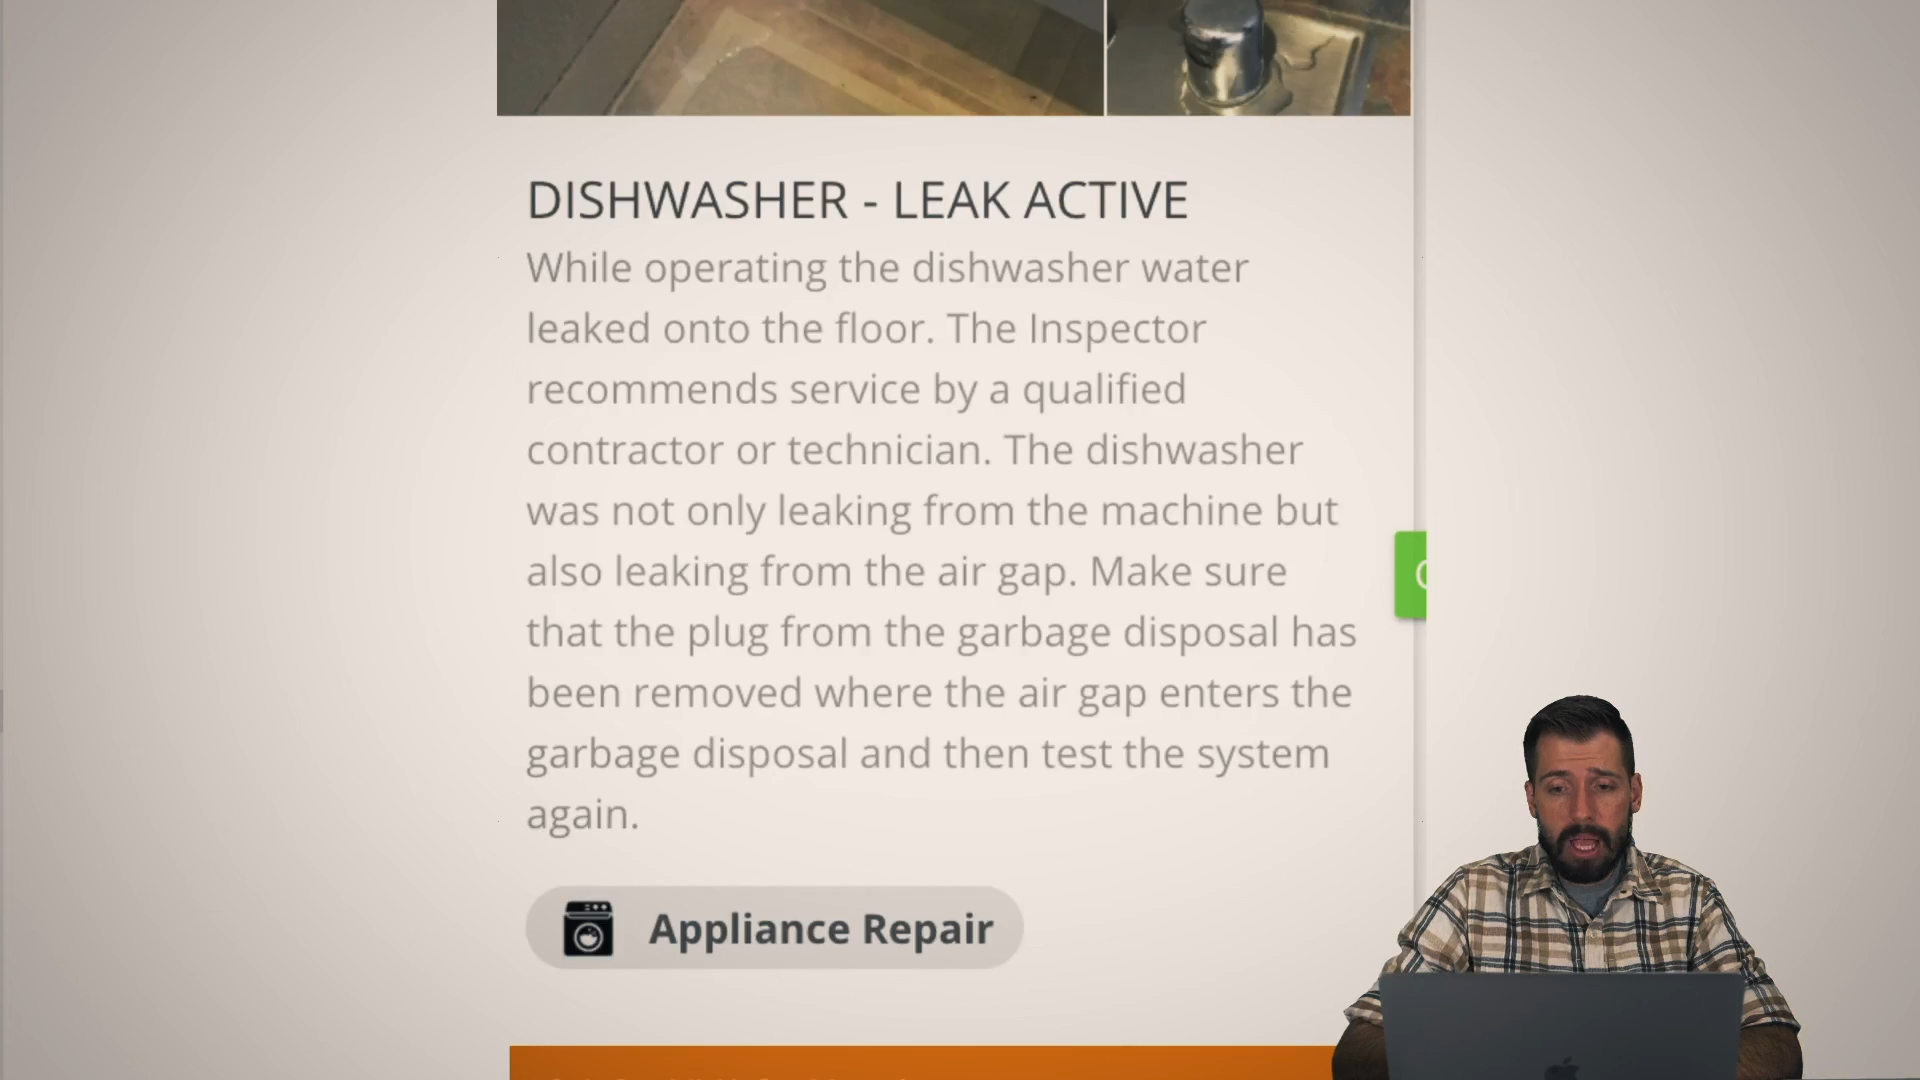 DISHWASHER - LEAK ACTIVE
While operating the dishwasher water
leaked onto the floor. The Inspector
recommends service by a qualified
contractor or technician. The dishwasher
was not only leaking from the machine but
also leaking from the air gap. Make sure
that the plug from the garbage disposal has
been removed where the air gap enters the
garbage disposal and then test the system
again.
Appliance Repair